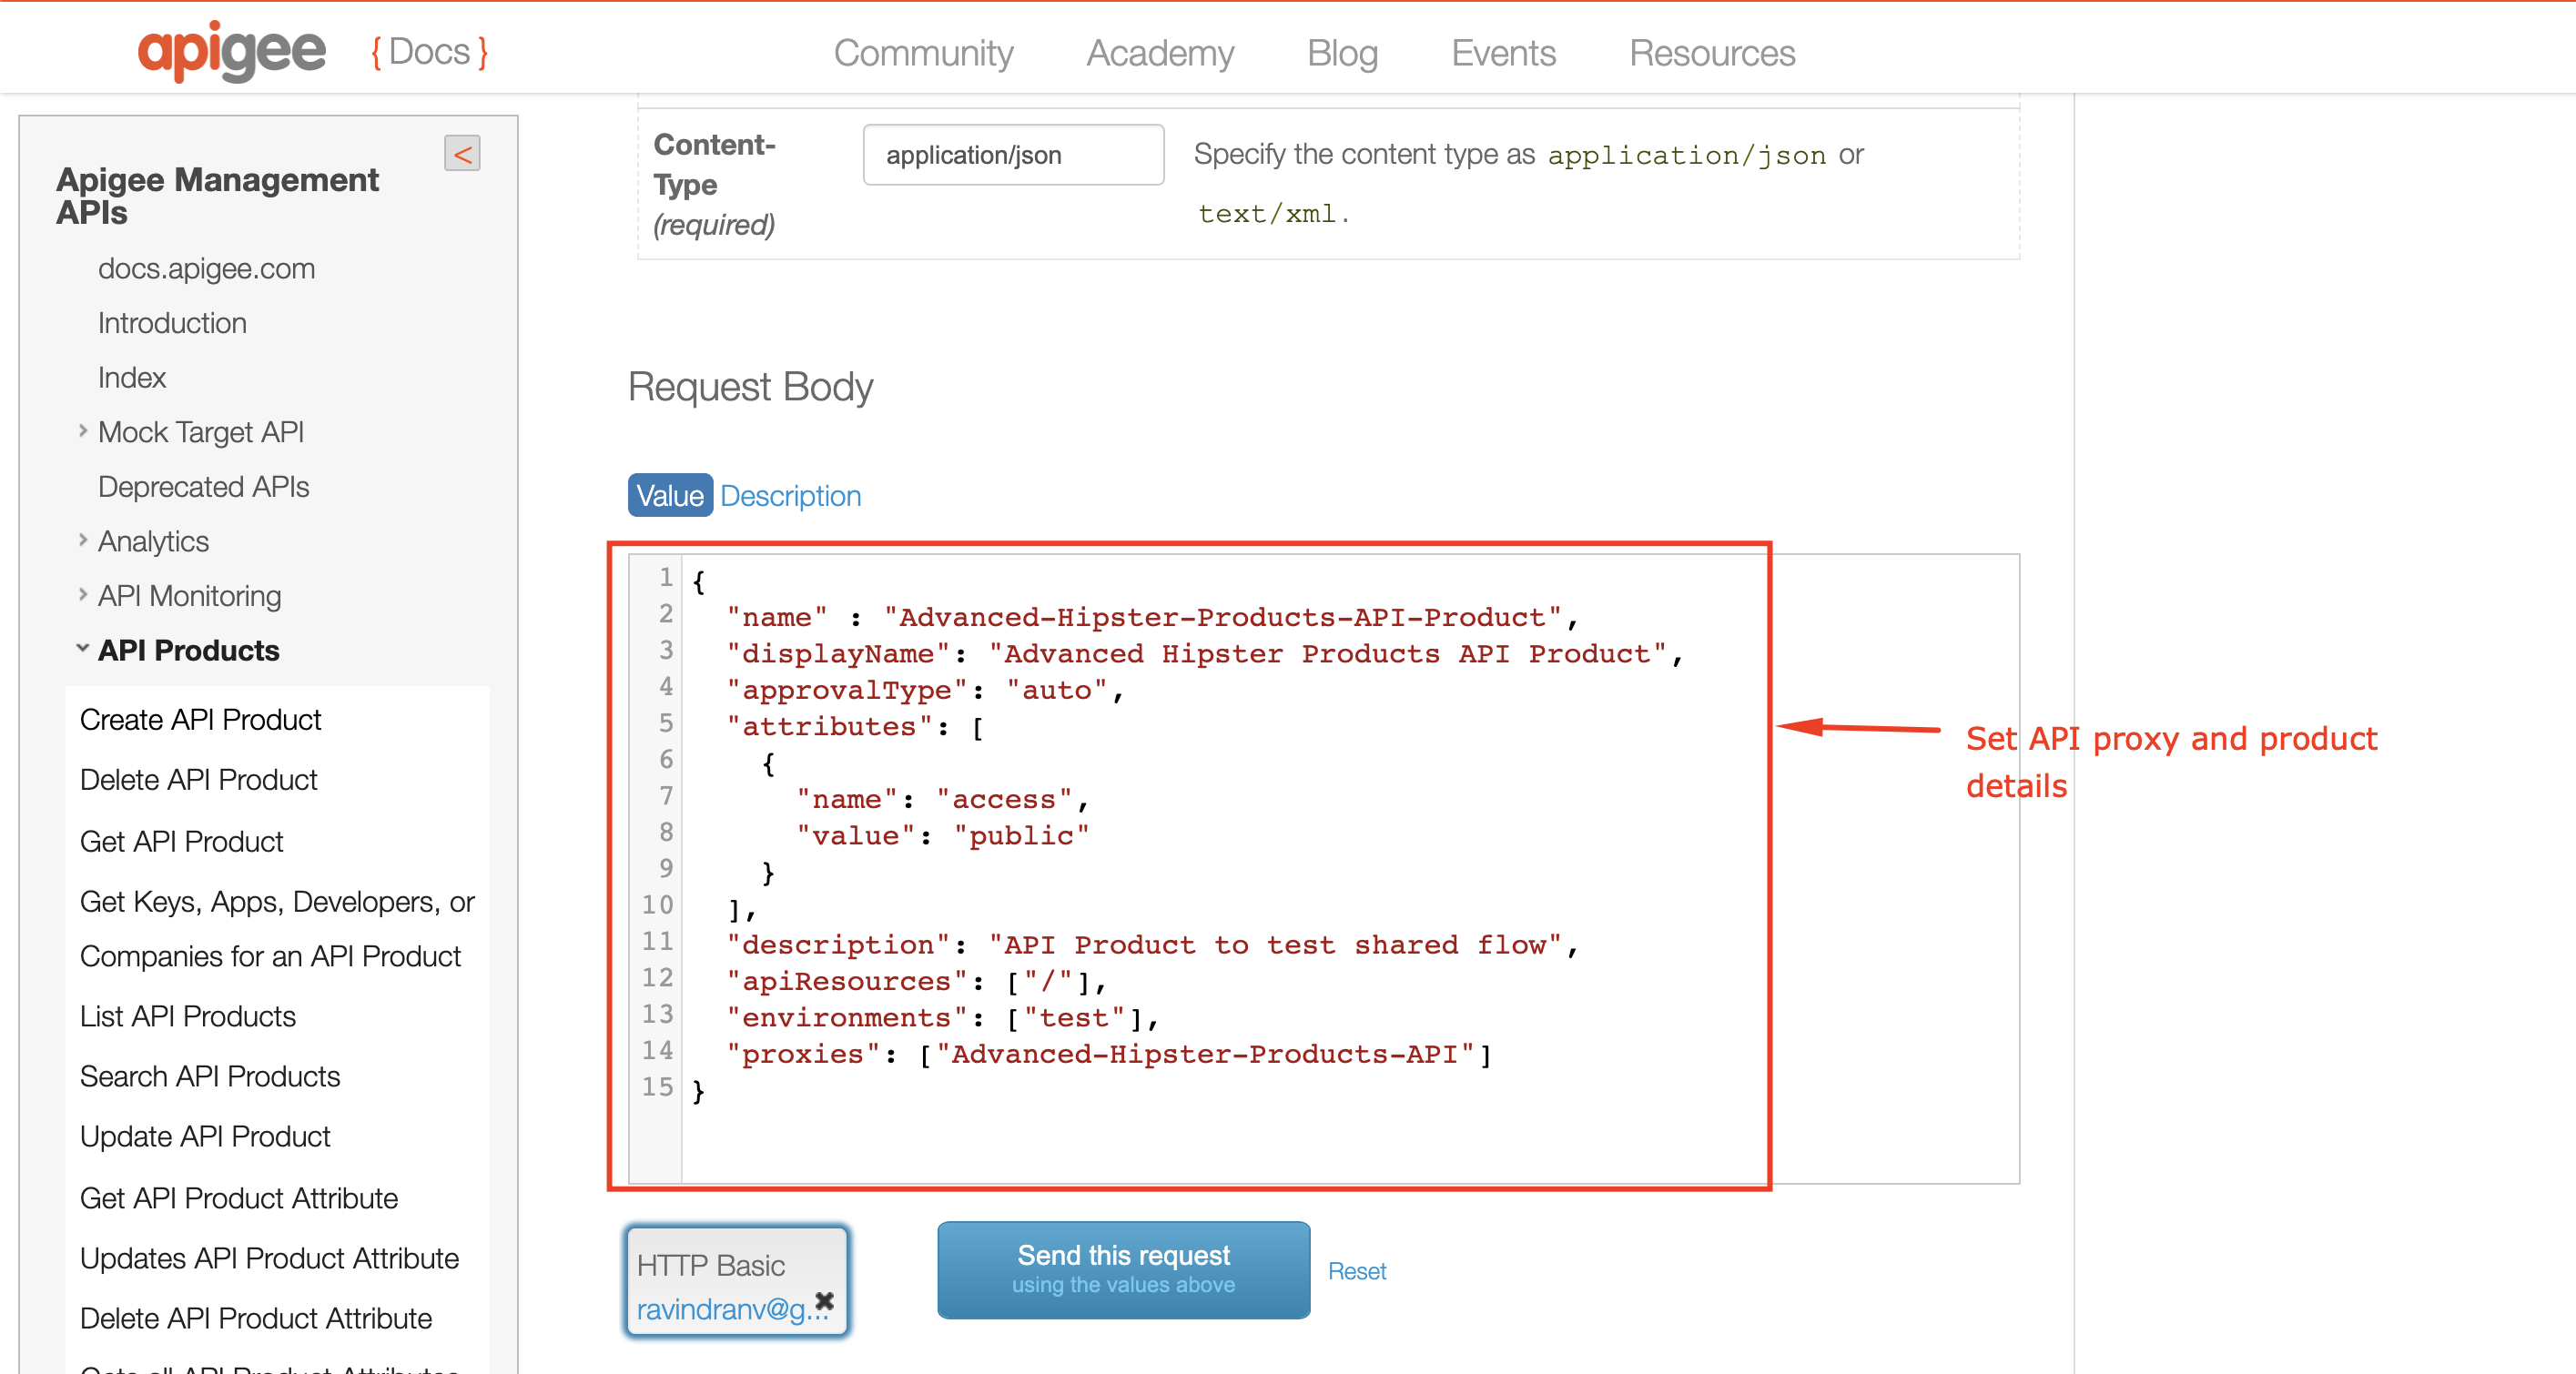 apigee {Docs}
Community Academy Blog Events Resources
<
Apigee Management
APIs
docs.apigee.com
Introduction
Index
Mock Target API
Deprecated APIs
Analytics
API Monitoring
API Products
Create API Product
Delete API Product
Get API Product
Get Keys, Apps, Developers, or
Companies for an API Product
List API Products
Search API Products
Update API Product
Get API Product Attribute
Updates API Product Attribute
Delete API Product Attribute
Gets all API Product Attributes
Content-
Type
(required)
application/json
Specify the content type as application/json or
text/xml.
Request Body
Value Description
1 {
2 "name" : "Advanced-Hipster-Products-API-Product",
3 "displayName": "Advanced Hipster Products API Product",
4 "approvalType": "auto",
5 "attributes": [
6 {
7 "name": "access",
8 "value": "public"
9 }
10 ],
11 "description": "API Product to test shared flow",
12 "apiResources": ["/"],
13 "environments": ["test"],
14 "proxies": ["Advanced-Hipster-Products-API"]
15 }
Set API proxy and product
details
HTTP Basic
ravindranv@g...
Send this request
using the values above
Reset